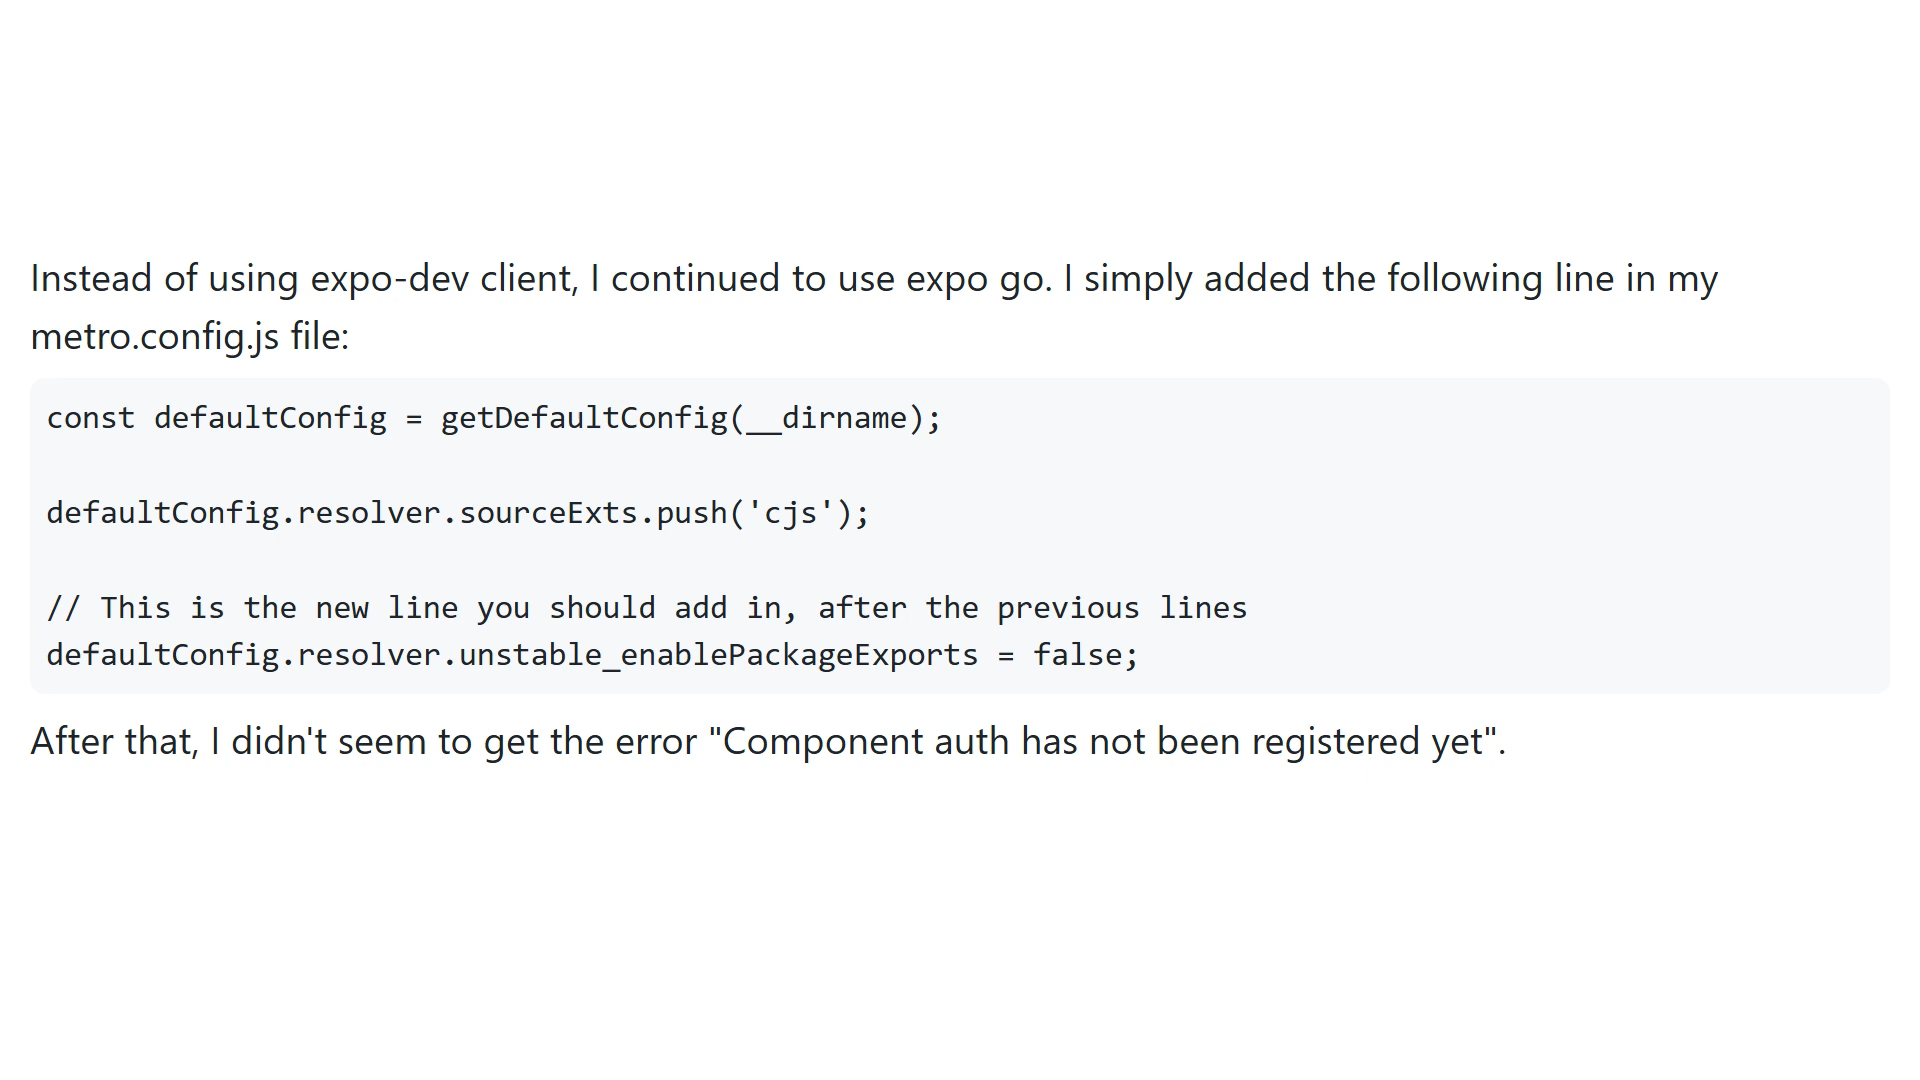 Instead of using expo-dev client, I continued to use expo go. I simply added the following line in my
metro.config.js file:
const defaultConfig = getDefaultConfig(__dirname);
defaultConfig.resolver.sourceExts.push('cjs');
// This is the new line you should add in, after the previous lines
defaultConfig.resolver.unstable_enablePackageExports = false;
After that, I didn't seem to get the error "Component auth has not been registered yet".